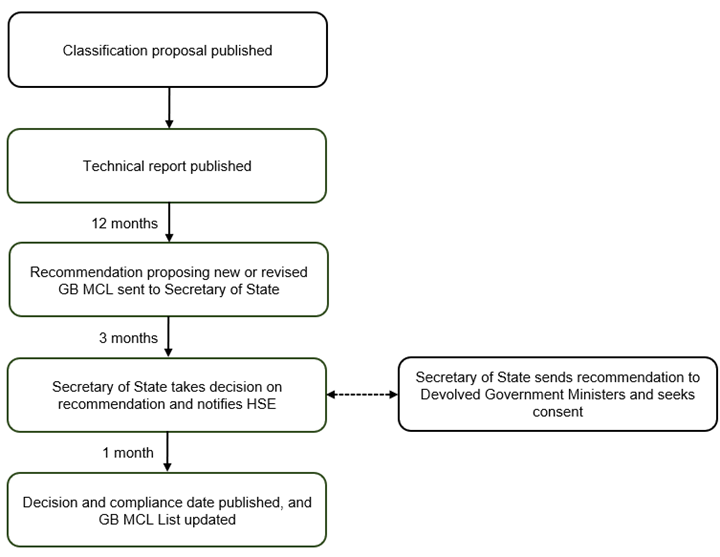 Classification proposal published
Technical report published
12 months
Recommendation proposing new or revised
GB MCL sent to Secretary of State
3 months
Secretary of State takes decision on
recommendation and notifies HSE
Secretary of State sends recommendation to
Devolved Government Ministers and seeks
consent
1 month
Decision and compliance date published, and
GB MCL List updated